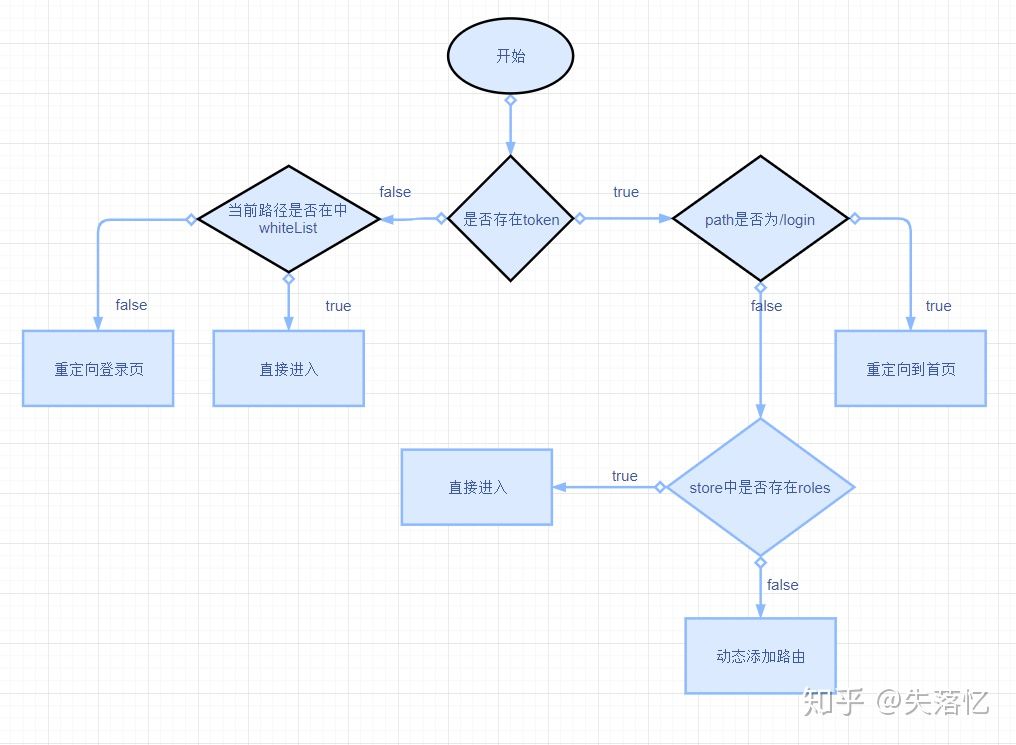 开始
false
true
当前路径是否在中
whiteList
是否存在token
path是否为/login
false
true
false
true
重定向登录页
直接进入
重定向到首页
直接进入
true
store中是否存在roles
false
动态添加路由
知乎 @失落忆